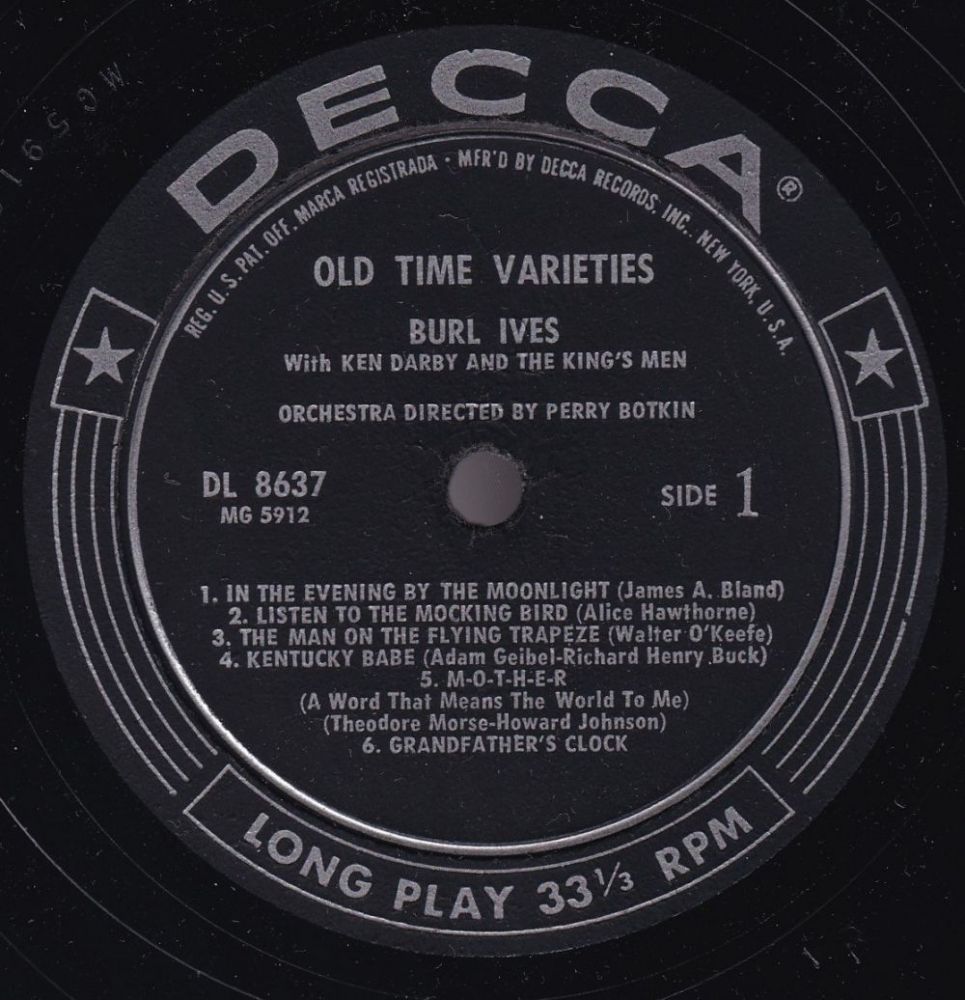 DECCA®
REG. U.S. PAT. OFF. MARCA REGISTRADA • MFR'D BY DECCA RECORDS, INC., NEW YORK, U.S.A.
OLD TIME VARIETIES
BURL IVES
With KEN DARBY AND THE KING'S MEN
ORCHESTRA DIRECTED BY PERRY BOTKIN
DL 8637
MG 5912
SIDE 1
1. IN THE EVENING BY THE MOONLIGHT (James A. Bland)
2. LISTEN TO THE MOCKING BIRD (Alice Hawthorne)
3. THE MAN ON THE FLYING TRAPEZE (Walter O'Keefe)
4. KENTUCKY BABE (Adam Geibel-Richard Henry Buck)
5. M-O-T-H-E-R
(A Word That Means The World To Me)
(Theodore Morse-Howard Johnson)
6. GRANDFATHER'S CLOCK
LONG PLAY 33⅓ RPM